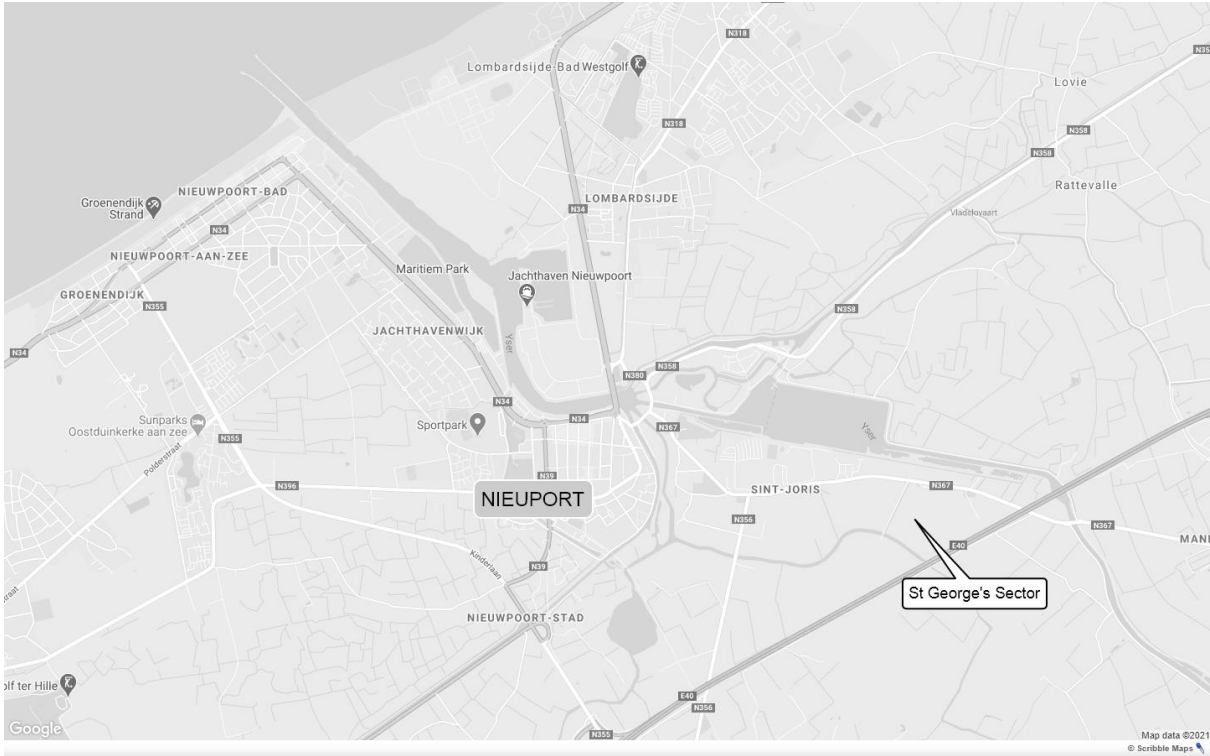 N318
N35
Lombardsijde-Bad Westgolf
Lovie
N318
N358
N358
Rattevalle
NIEUWPOORT-BAD
LOMBARDSIJDE
Groenendijk
Strand
N34
N34
Vladslovaart
NIEUWPOORT-AAN-ZEE
Maritiem Park
Jachthaven Nieuwpoort
GROENENDIJK
N355
N358
JACHTHAVENWIJK
Yser
N34
N358
N380
N34
N34
Sunparks
Oostduinkerke aan zee
Sportpark
N367
Yser
N355
Polderstraat
N39
N396
NIEUPORT
SINT-JORIS
N367
N356
N367
MAN
E40
Kinderlaan
N39
St George's Sector
NIEUWPOORT-STAD
olf ter Hille
E40
N356
Google
N355
Map data ©2021
© Scribble Maps